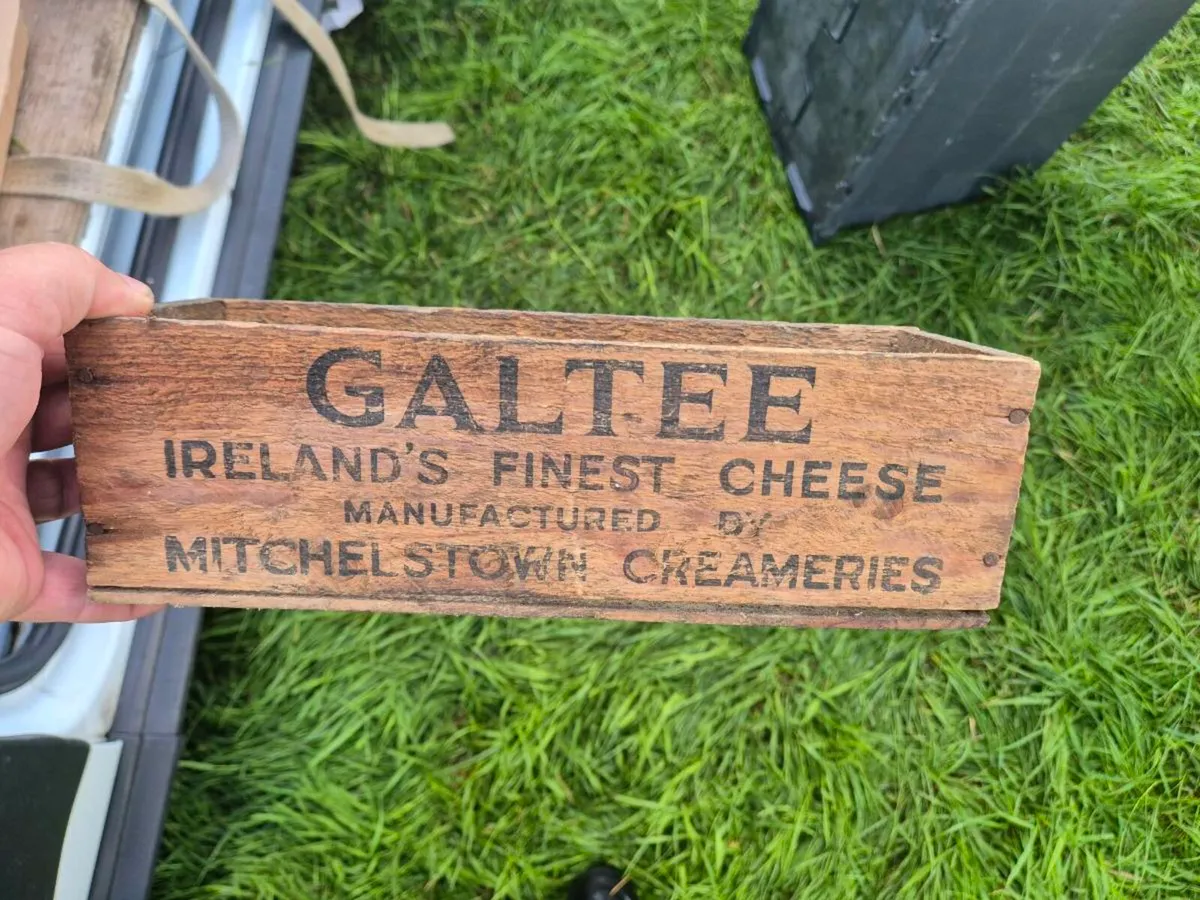 GALTEE
IRELAND'S FINEST CHEESE
MANUFACTURED BY
MITCHELSTOWN CREAMERIES